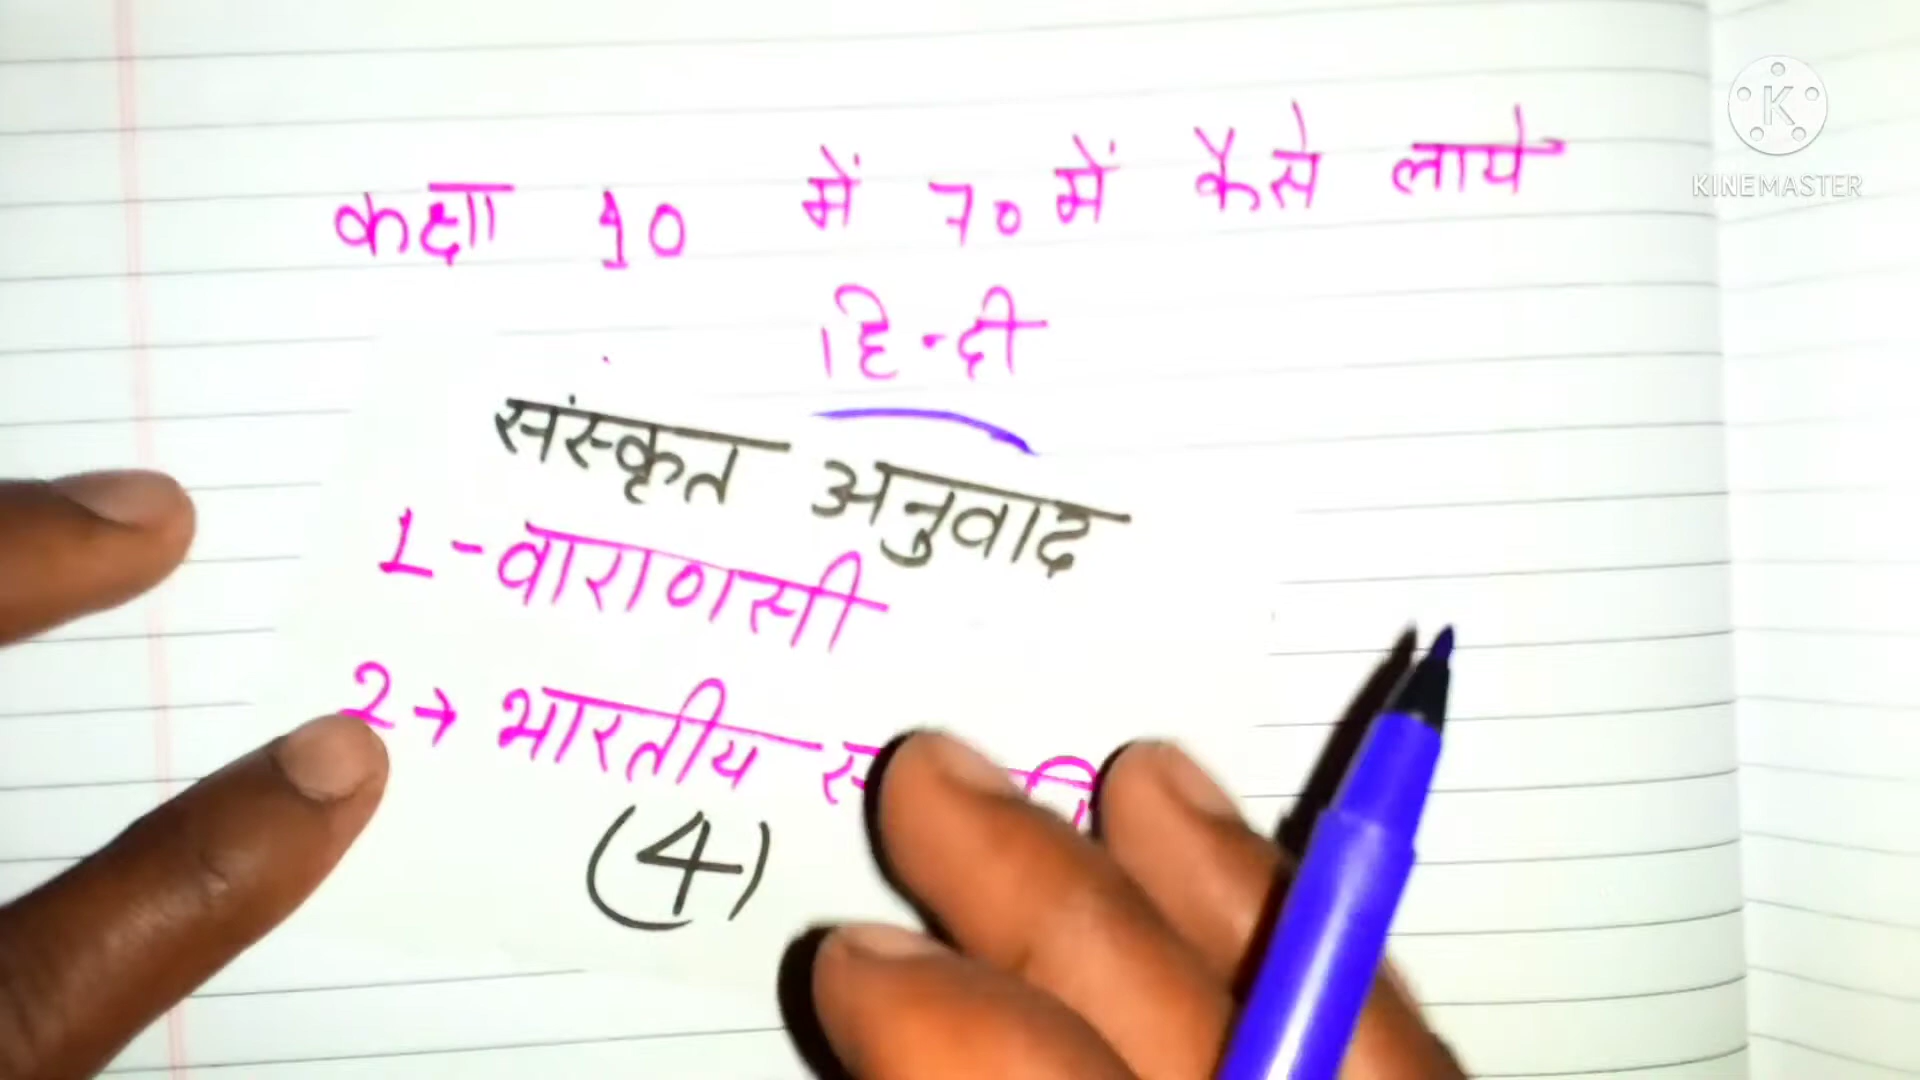 कक्षा 10 में 70 में कैसे लाये
हिन्दी
संस्कृत अनुवाद
1-वाराणसी
2→ भारतीय
(4)
KINEMASTER